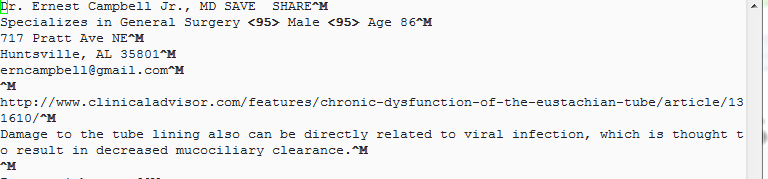 Dr. Ernest Campbell Jr., MD SAVE  SHARE^M
Specializes in General Surgery <95> Male <95> Age 86^M
717 Pratt Ave NE^M
Huntsville, AL 35801^M
erncampbell@gmail.com^M
^M
http://www.clinicaladvisor.com/features/chronic-dysfunction-of-the-eustachian-tube/article/13
1610/^M
Damage to the tube lining also can be directly related to viral infection, which is thought t
o result in decreased mucociliary clearance.^M
^M